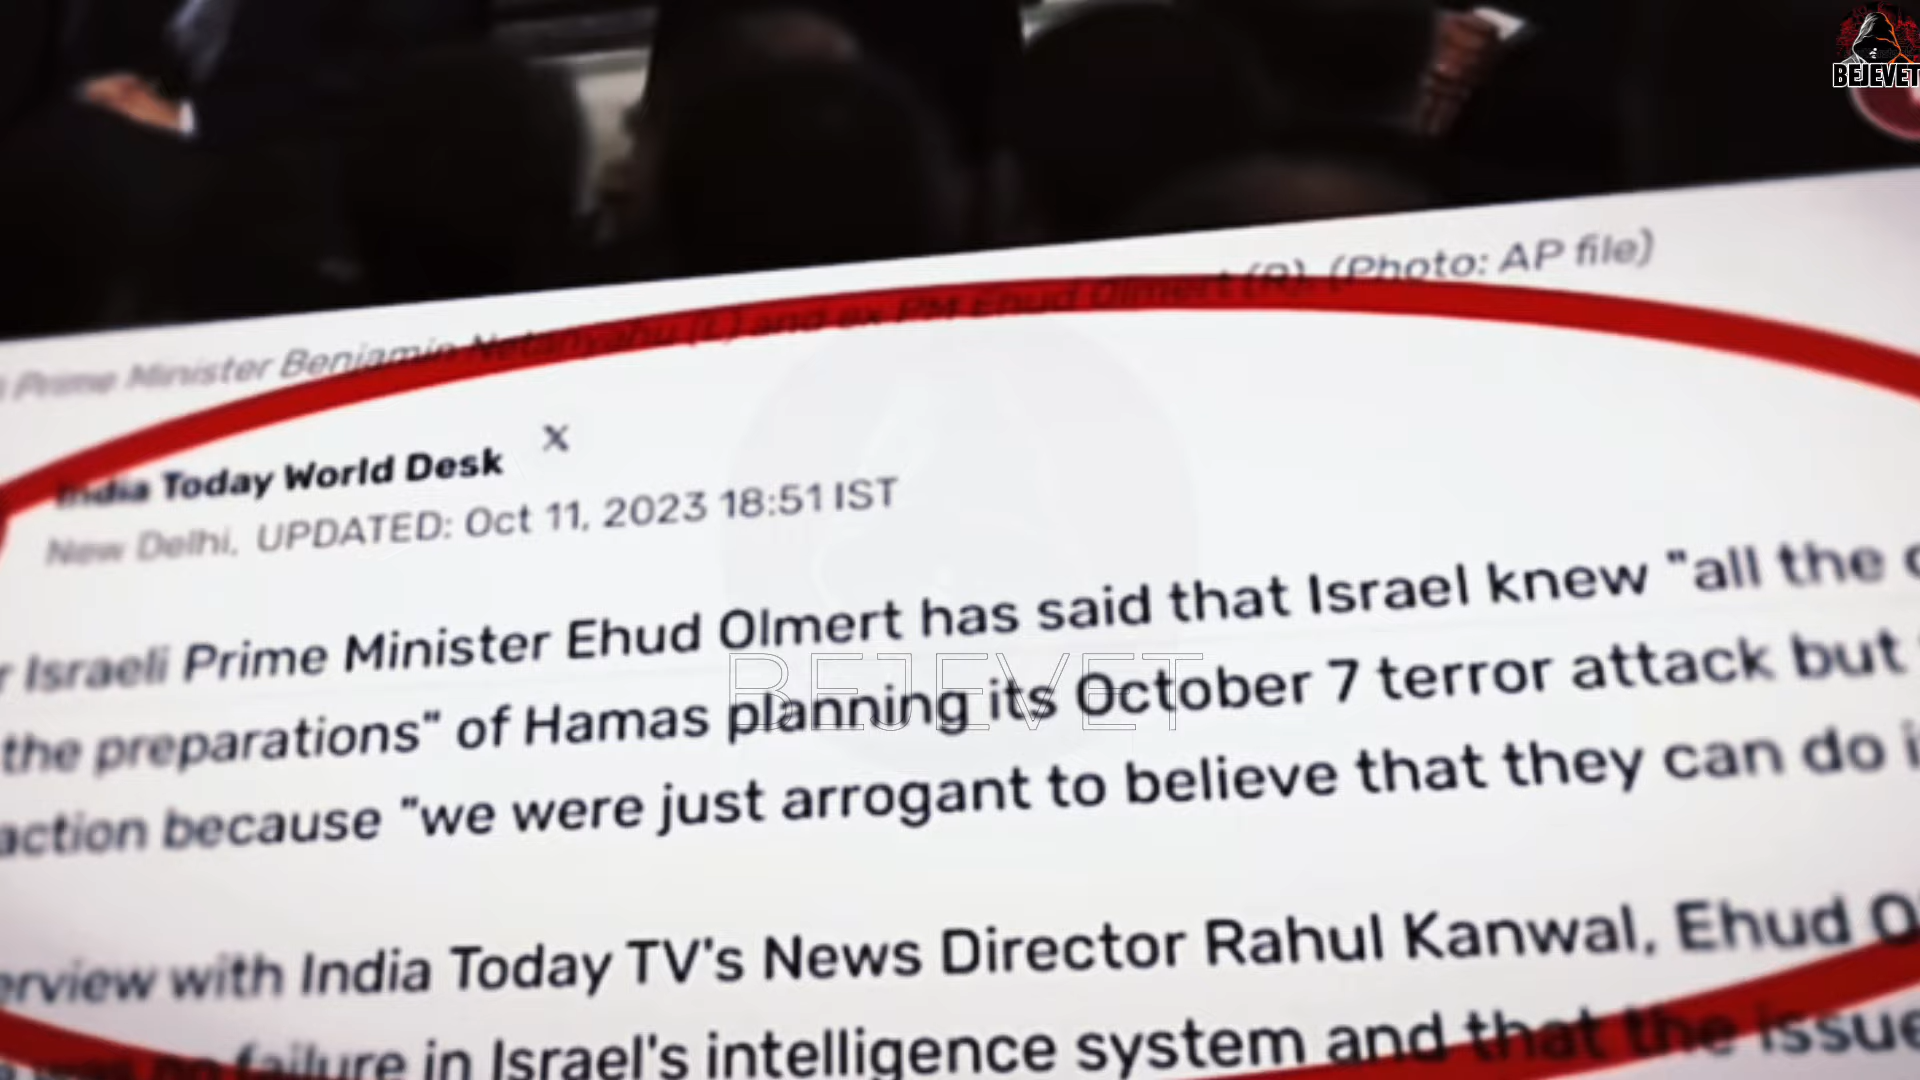 BEJEVET
Prime Minister Benjamin Netanyahu (L) and ex PM Ehud Olmert (R). (Photo: AP file)
India Today World Desk X
New Delhi, UPDATED: Oct 11, 2023 18:51 IST
Israeli Prime Minister Ehud Olmert has said that Israel knew "all the
BEJEVET
the preparations" of Hamas planning its October 7 terror attack but
action because "we were just arrogant to believe that they can do
erview with India Today TV's News Director Rahul Kanwal, Ehud
no failure in Israel's intelligence system and that the issue